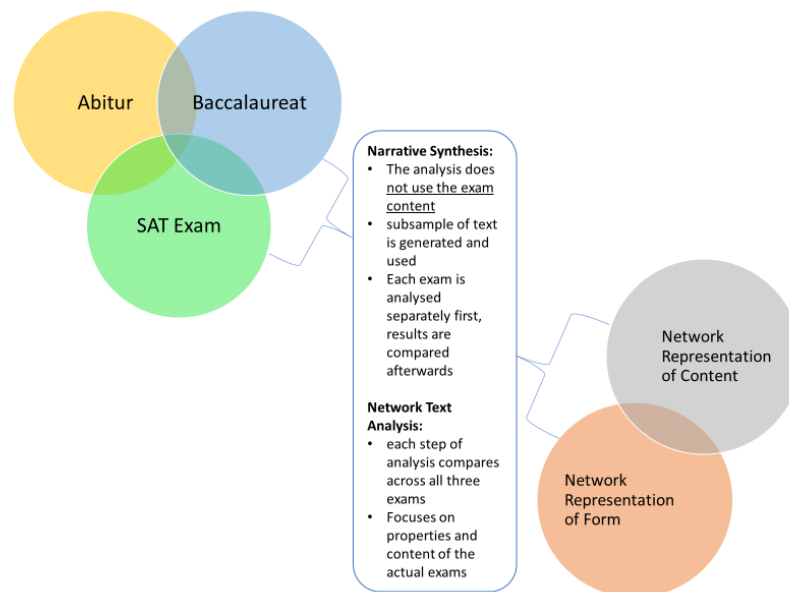 Abitur
Baccalaureat
SAT Exam
Narrative Synthesis:
• The analysis does
not use the exam
content
• subsample of text
is generated and
used
• Each exam is
analysed
separately first,
results are
compared
afterwards
Network Text
Analysis:
• each step of
analysis compares
across all three
exams
• Focuses on
properties and
content of the
actual exams
Network
Representation
of Content
Network
Representation
of Form